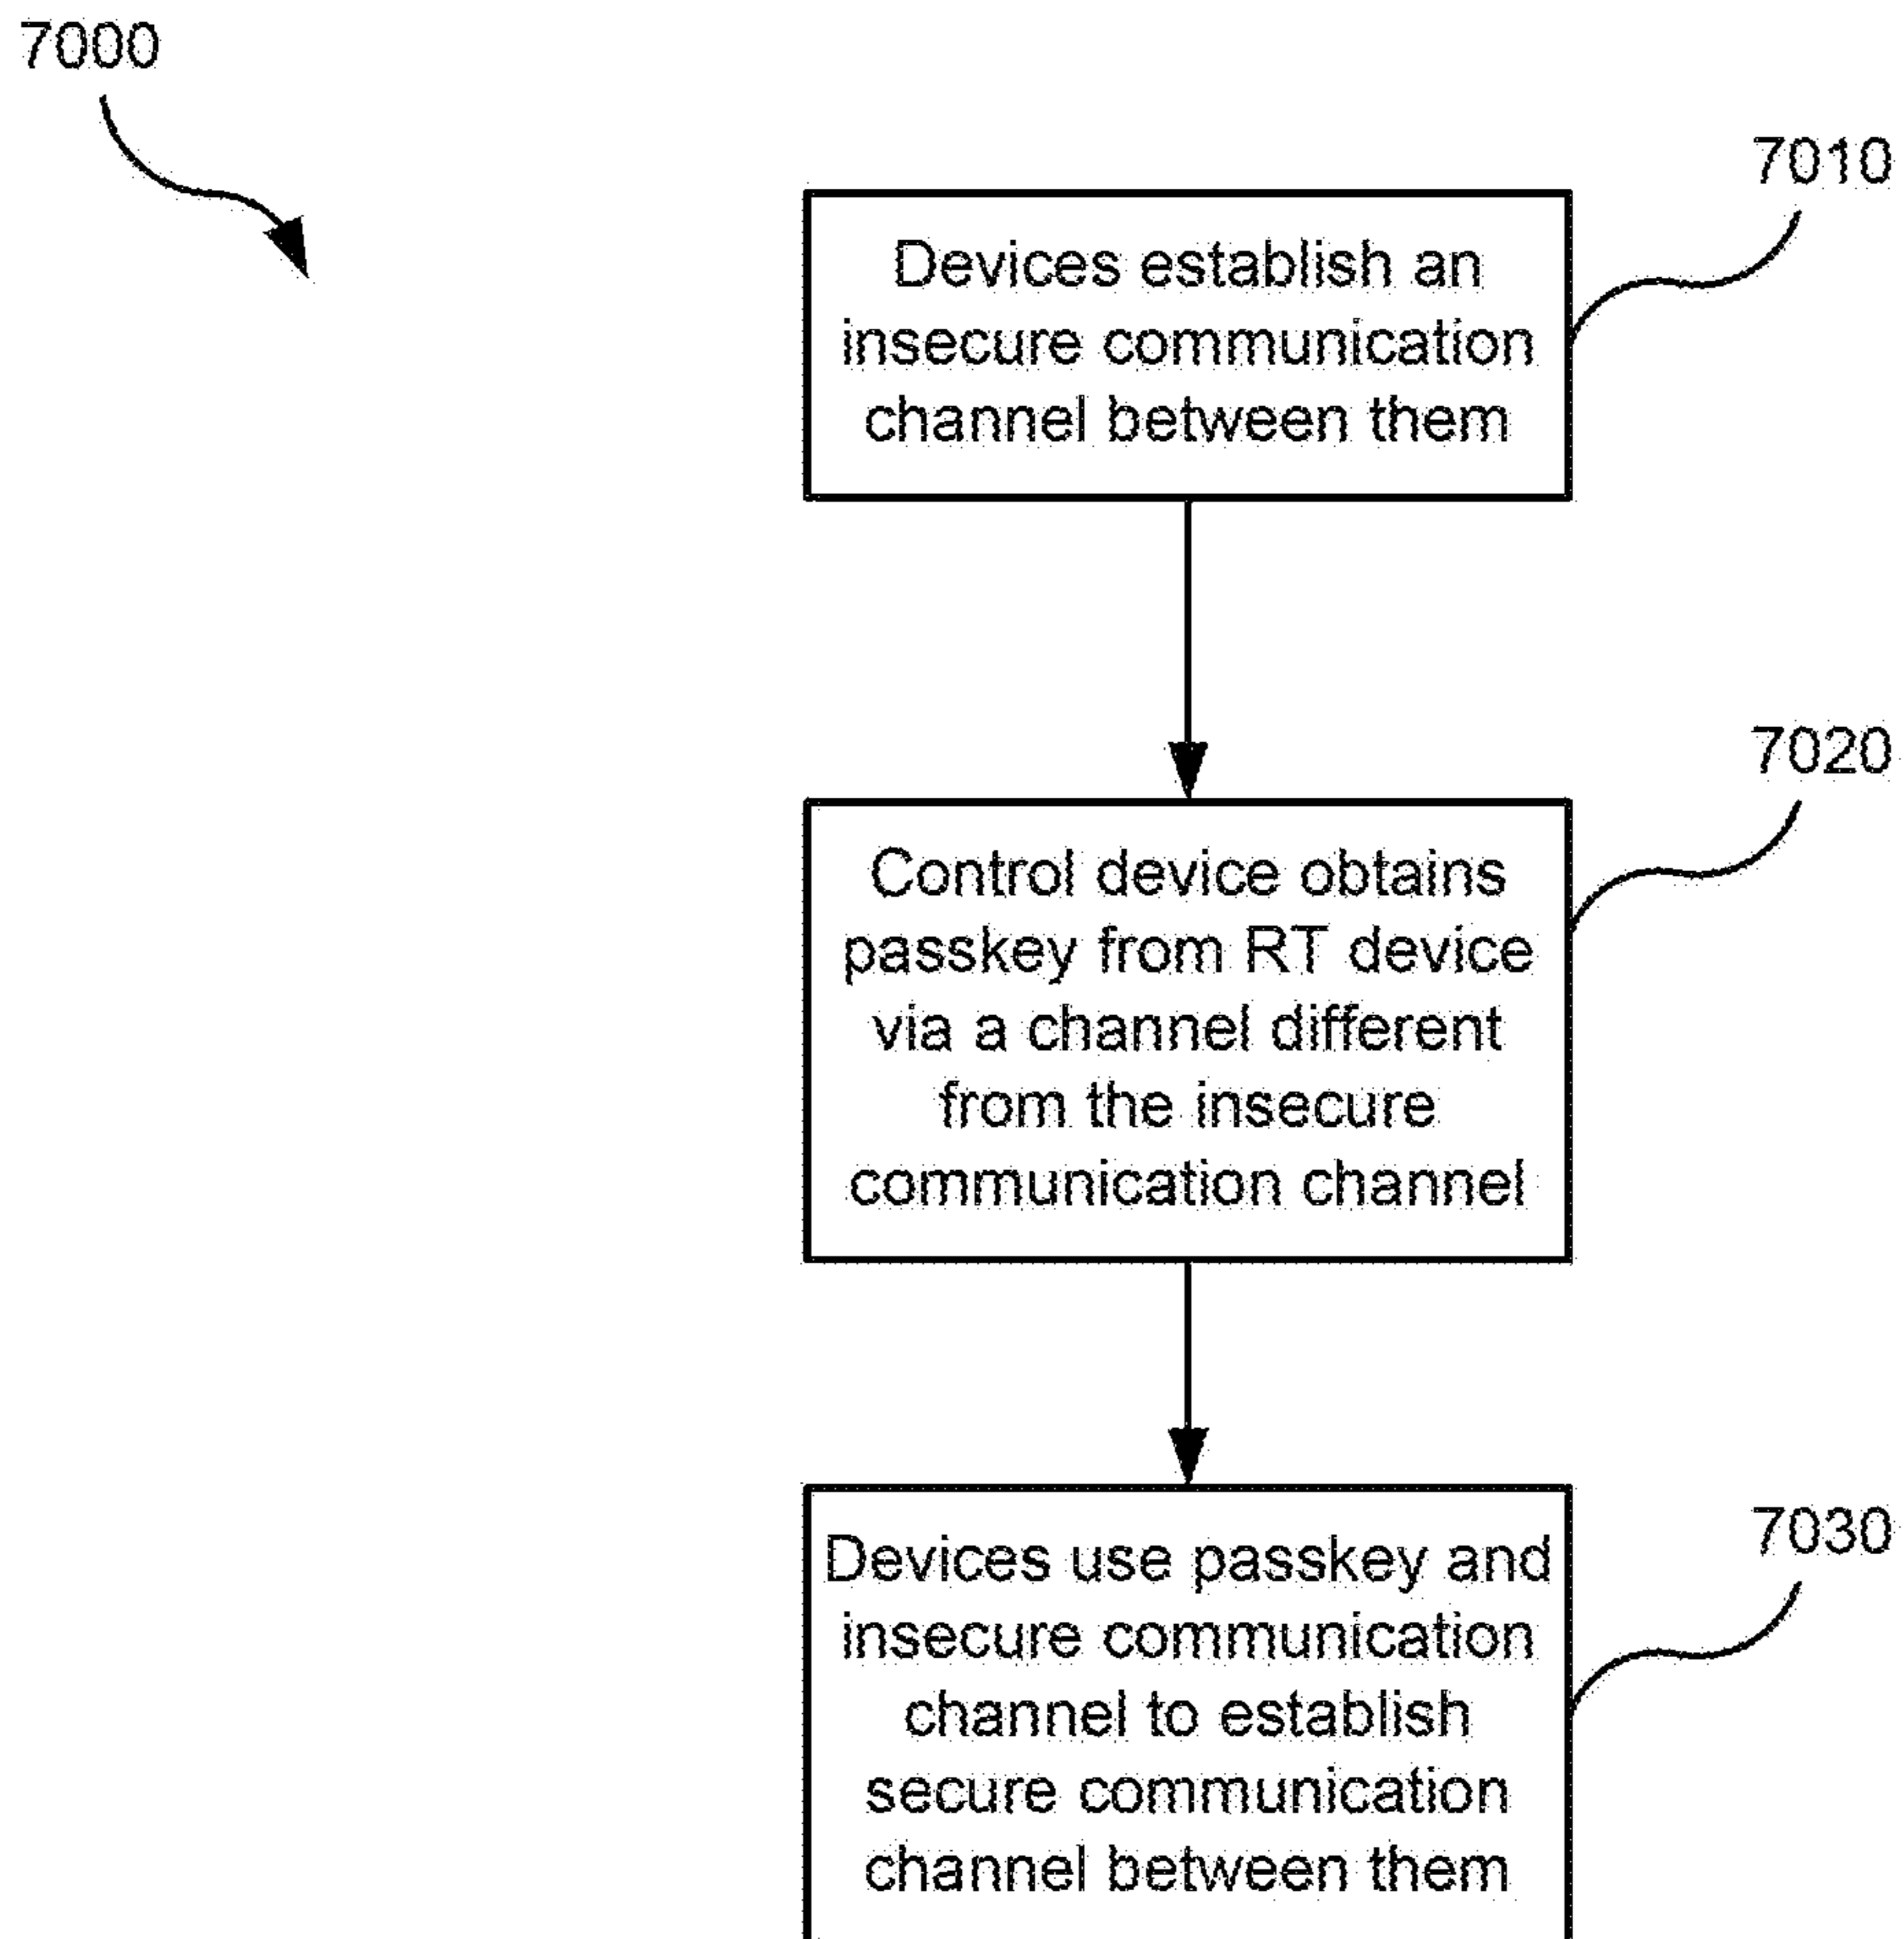 7000
7010
Devices establish an
insecure communication
channel between them
7020
Control device obtains
passkey from RT device
via a channel different
from the insecure
communication channel
7030
Devices use passkey and
insecure communication
channel to establish
secure communication
channel between them